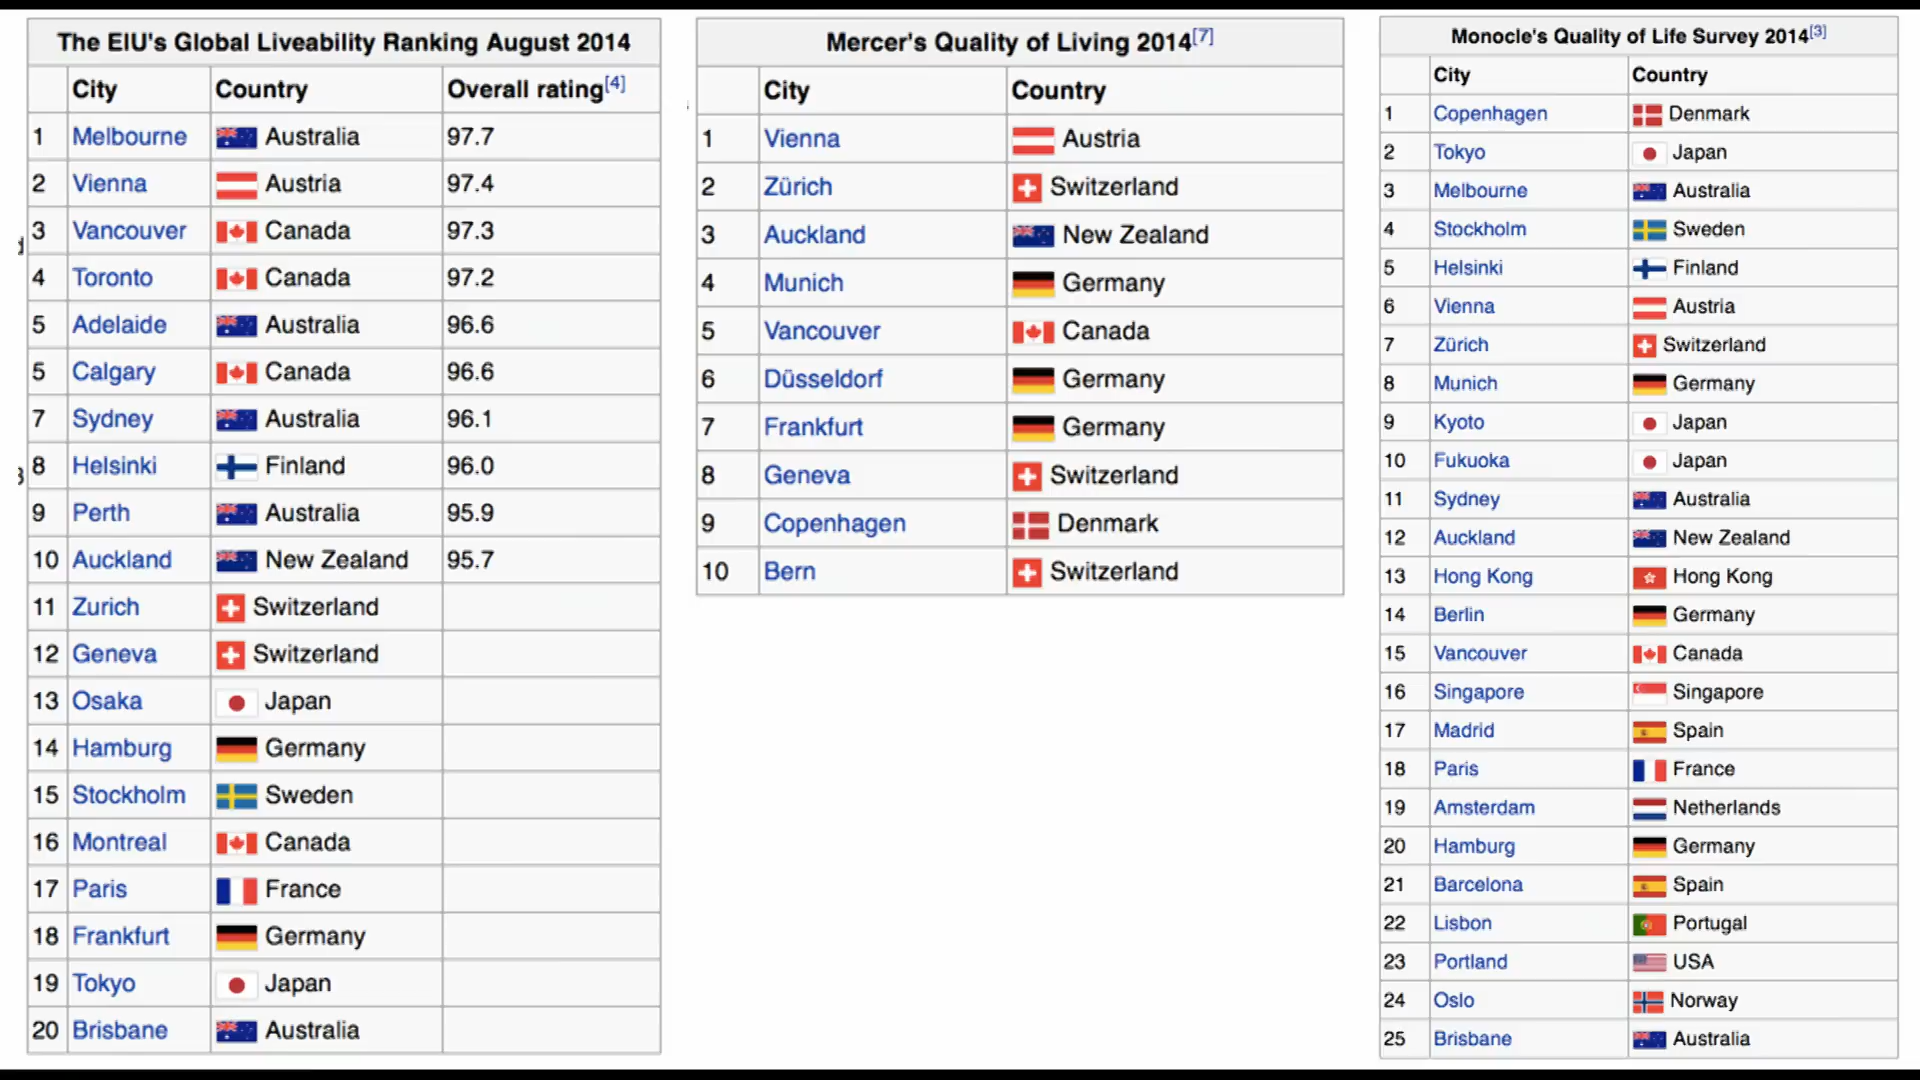 The EIU's Global Liveability Ranking August 2014
City Country Overall rating[4]
1 Melbourne Australia 97.7
2 Vienna Austria 97.4
3 Vancouver Canada 97.3
4 Toronto Canada 97.2
5 Adelaide Australia 96.6
5 Calgary Canada 96.6
7 Sydney Australia 96.1
8 Helsinki Finland 96.0
9 Perth Australia 95.9
10 Auckland New Zealand 95.7
11 Zurich Switzerland
12 Geneva Switzerland
13 Osaka Japan
14 Hamburg Germany
15 Stockholm Sweden
16 Montreal Canada
17 Paris France
18 Frankfurt Germany
19 Tokyo Japan
20 Brisbane Australia
Mercer's Quality of Living 2014[7]
City Country
1 Vienna Austria
2 Zürich Switzerland
3 Auckland New Zealand
4 Munich Germany
5 Vancouver Canada
6 Düsseldorf Germany
7 Frankfurt Germany
8 Geneva Switzerland
9 Copenhagen Denmark
10 Bern Switzerland
Monocle's Quality of Life Survey 2014[3]
City Country
1 Copenhagen Denmark
2 Tokyo Japan
3 Melbourne Australia
4 Stockholm Sweden
5 Helsinki Finland
6 Vienna Austria
7 Zürich Switzerland
8 Munich Germany
9 Kyoto Japan
10 Fukuoka Japan
11 Sydney Australia
12 Auckland New Zealand
13 Hong Kong Hong Kong
14 Berlin Germany
15 Vancouver Canada
16 Singapore Singapore
17 Madrid Spain
18 Paris France
19 Amsterdam Netherlands
20 Hamburg Germany
21 Barcelona Spain
22 Lisbon Portugal
23 Portland USA
24 Oslo Norway
25 Brisbane Australia